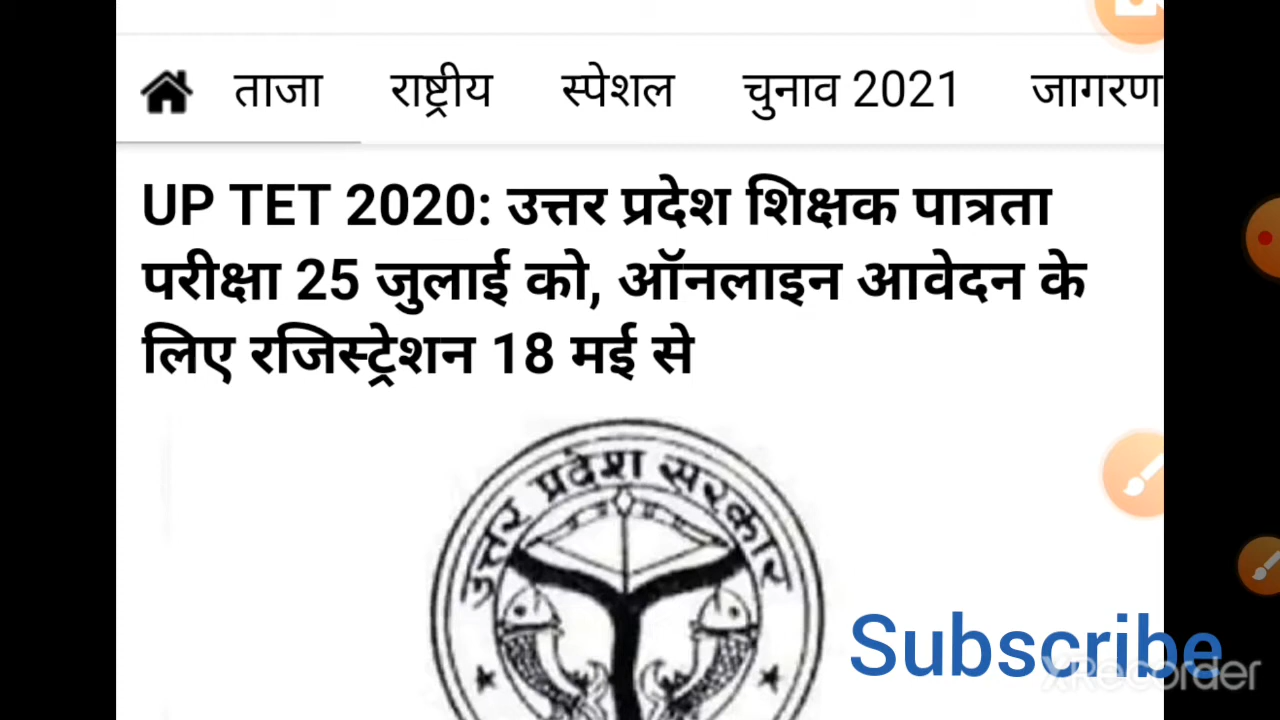 ताजा राष्ट्रीय स्पेशल चुनाव 2021 जागरण
UP TET 2020: उत्तर प्रदेश शिक्षक पात्रता
परीक्षा 25 जुलाई को, ऑनलाइन आवेदन के
लिए रजिस्ट्रेशन 18 मई से
उत्तर प्रदेश सरकार
Subscribe
XRecorder